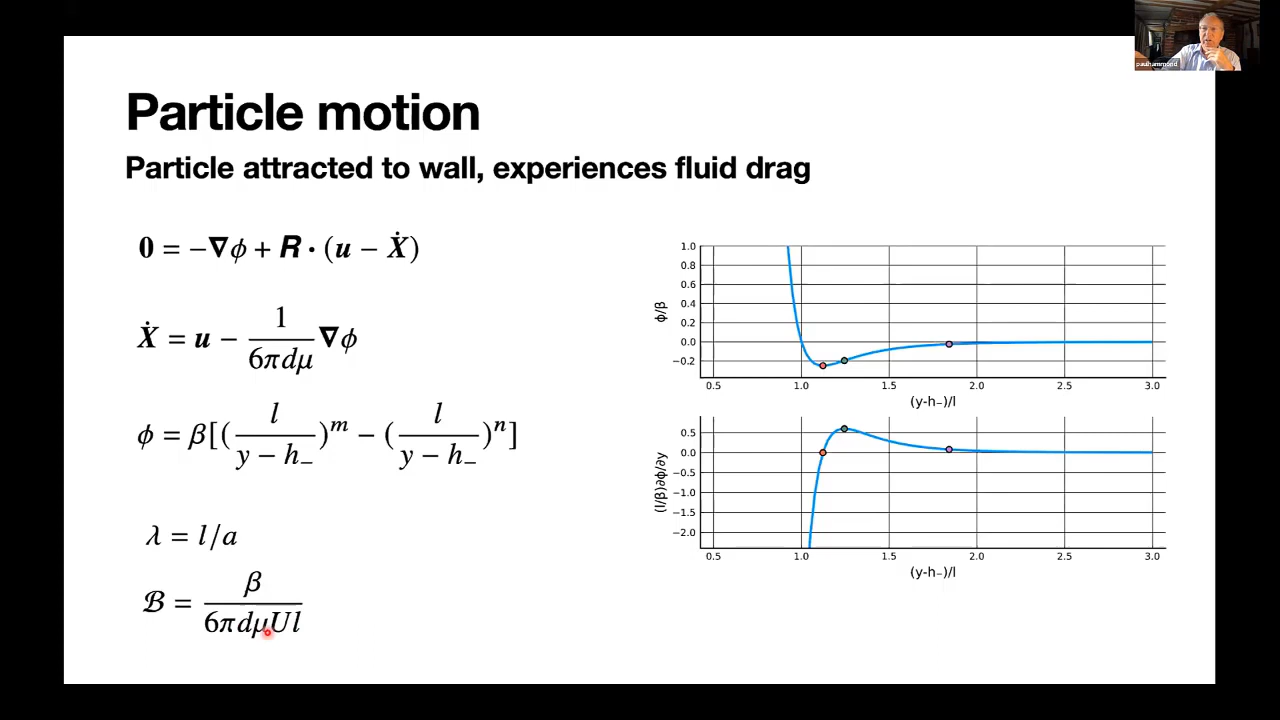 paulhammond
Particle motion
Particle attracted to wall, experiences fluid drag
𝟎 = −∇ϕ + 𝑹 · (𝒖 − Ẋ)
Ẋ = 𝒖 − 1/(6πdμ) ∇ϕ
ϕ = β[(l/(y − h₋))^m − (l/(y − h₋))^n]
λ = l/a
ℬ = β/(6πdμUl)
1.0
0.8
0.6
0.4
0.2
0.0
−0.2
ϕ/β
0.5 1.0 1.5 2.0 2.5 3.0
(y-h₋)/l
0.5
0.0
−0.5
−1.0
−1.5
−2.0
(l/β)∂ϕ/∂y
0.5 1.0 1.5 2.0 2.5 3.0
(y-h₋)/l